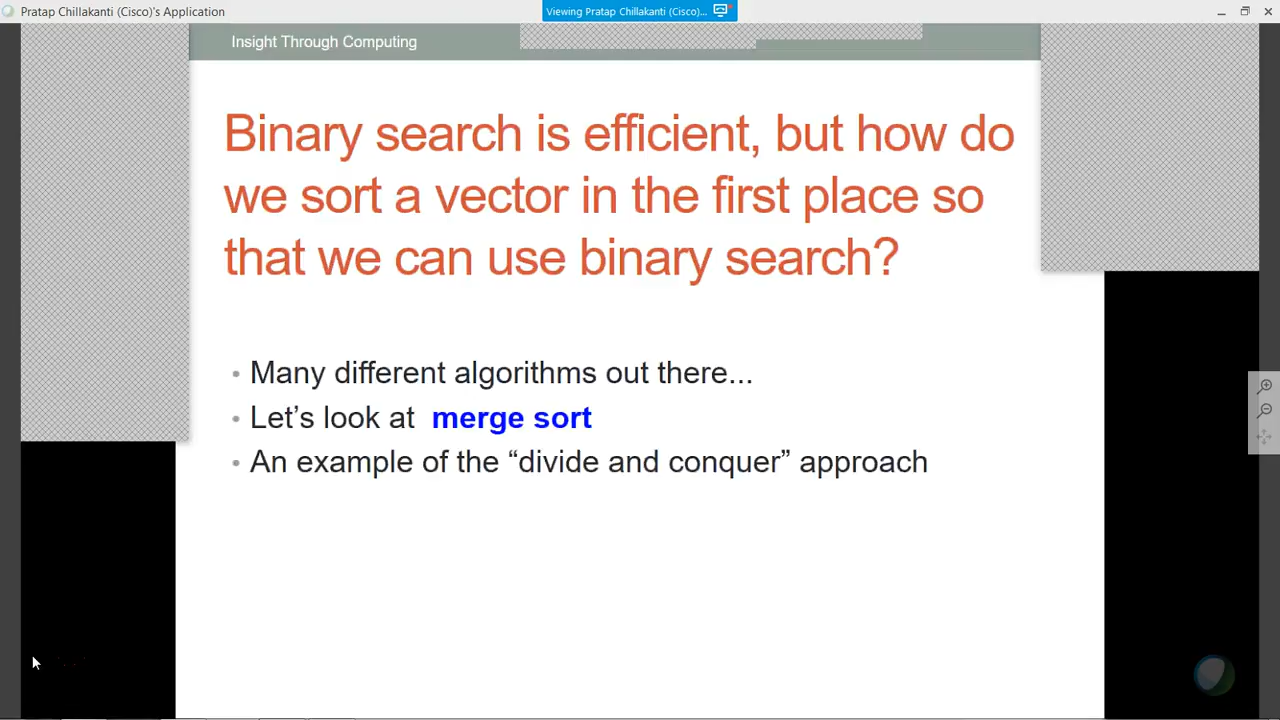 Pratap Chillakanti (Cisco)'s Application
Viewing Pratap Chillakanti (Cisco)...
Insight Through Computing
Binary search is efficient, but how do
we sort a vector in the first place so
that we can use binary search?
• Many different algorithms out there...
• Let’s look at merge sort
• An example of the “divide and conquer” approach